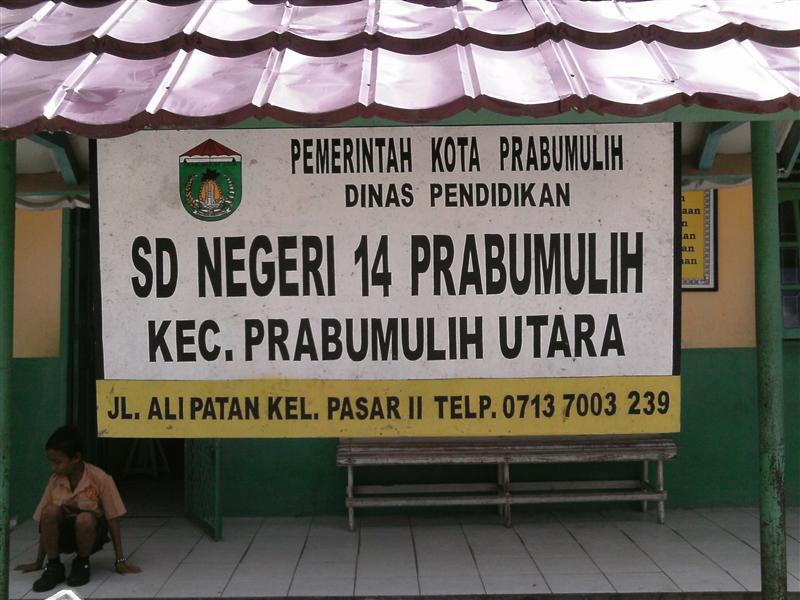 PEMERINTAH KOTA PRABUMULIH
DINAS PENDIDIKAN
SD NEGERI 14 PRABUMULIH
KEC. PRABUMULIH UTARA
JL. ALI PATAN KEL. PASAR II TELP. 0713 7003 239